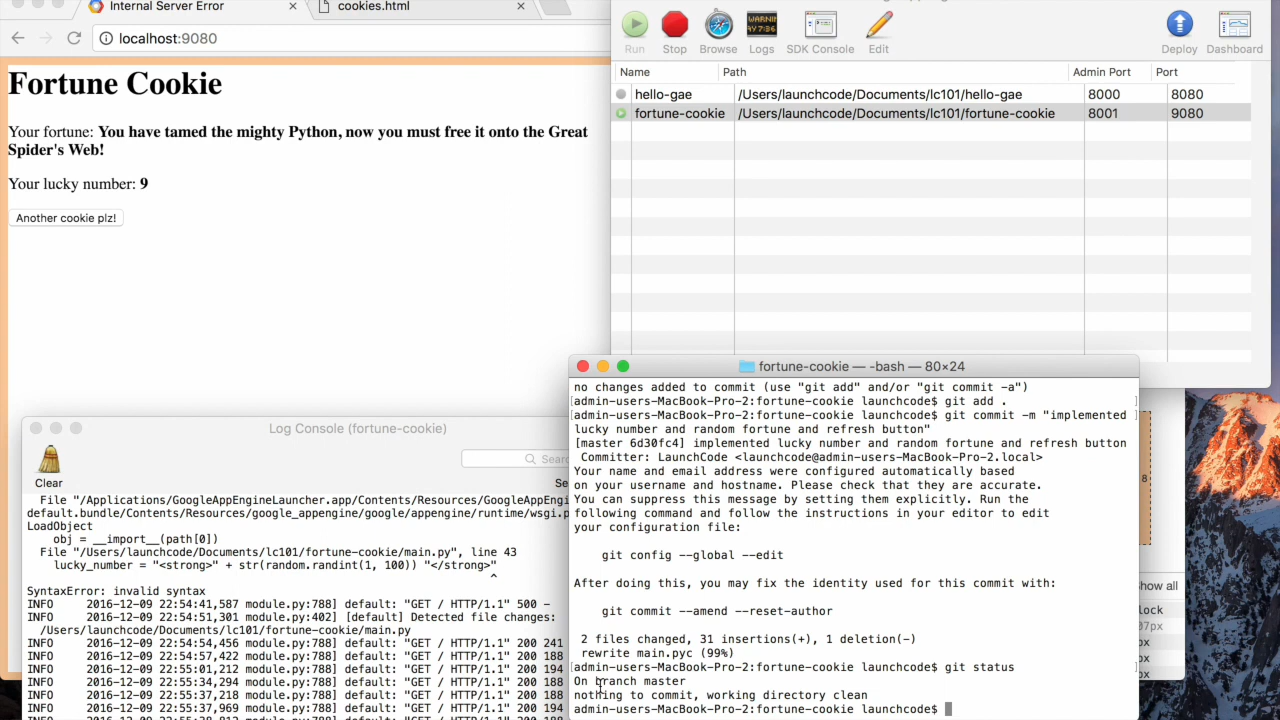 Internal Server Error
cookies.html
localhost:9080
Fortune Cookie
Your fortune: You have tamed the mighty Python, now you must free it onto the Great
Spider's Web!
Your lucky number: 9
Another cookie plz!
Run
Stop
Browse
Logs
SDK Console
Edit
Deploy
Dashboard
Name
Path
Admin Port
Port
hello-gae
/Users/launchcode/Documents/lc101/hello-gae
8000
8080
fortune-cookie
/Users/launchcode/Documents/lc101/fortune-cookie
8001
9080
Log Console (fortune-cookie)
Clear
File "/Applications/GoogleAppEngineLauncher.app/Contents/Resources/GoogleAppEn
default.bundle/Contents/Resources/google_appengine/google/appengine/runtime/wsgi.p
LoadObject
obj = __import__(path[0])
File "/Users/launchcode/Documents/lc101/fortune-cookie/main.py", line 43
lucky_number = "<strong>" + str(random.randint(1, 100)) "</strong>"
^
SyntaxError: invalid syntax
INFO 2016-12-09 22:54:41,587 module.py:788] default: "GET / HTTP/1.1" 500 -
INFO 2016-12-09 22:54:51,301 module.py:402] [default] Detected file changes:
/Users/launchcode/Documents/lc101/fortune-cookie/main.py
INFO 2016-12-09 22:54:54,456 module.py:788] default: "GET / HTTP/1.1" 200 241
INFO 2016-12-09 22:54:57,422 module.py:788] default: "GET / HTTP/1.1" 200 188
INFO 2016-12-09 22:55:01,212 module.py:788] default: "GET / HTTP/1.1" 200 194
INFO 2016-12-09 22:55:34,294 module.py:788] default: "GET / HTTP/1.1" 200 188
INFO 2016-12-09 22:55:37,218 module.py:788] default: "GET / HTTP/1.1" 200 188
INFO 2016-12-09 22:55:37,969 module.py:788] default: "GET / HTTP/1.1" 200 194
fortune-cookie — -bash — 80×24
no changes added to commit (use "git add" and/or "git commit -a")
[admin-users-MacBook-Pro-2:fortune-cookie launchcode$ git add . ]
[admin-users-MacBook-Pro-2:fortune-cookie launchcode$ git commit -m "implemented
lucky number and random fortune and refresh button"
[master 6d30fc4] implemented lucky number and random fortune and refresh button
Committer: LaunchCode <launchcode@admin-users-MacBook-Pro-2.local>
Your name and email address were configured automatically based
on your username and hostname. Please check that they are accurate.
You can suppress this message by setting them explicitly. Run the
following command and follow the instructions in your editor to edit
your configuration file:
git config --global --edit
After doing this, you may fix the identity used for this commit with:
git commit --amend --reset-author
2 files changed, 31 insertions(+), 1 deletion(-)
rewrite main.pyc (99%)
[admin-users-MacBook-Pro-2:fortune-cookie launchcode$ git status ]
On branch master
nothing to commit, working directory clean
admin-users-MacBook-Pro-2:fortune-cookie launchcode$